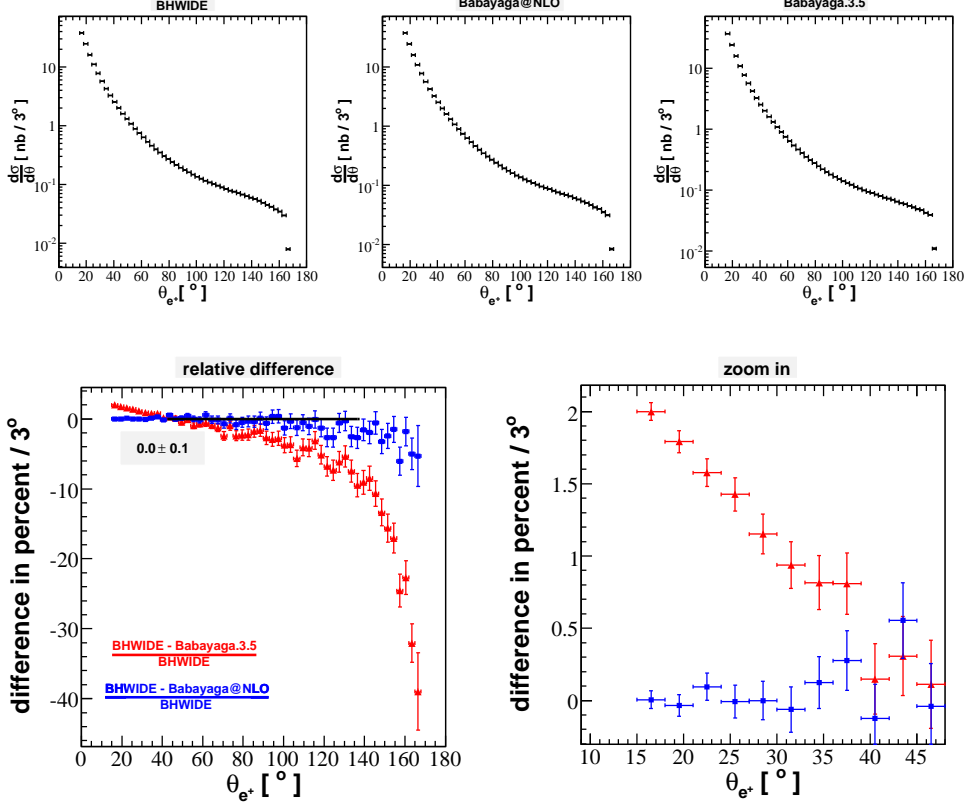 BHWIDE
Babayaga@NLO
Babayaga.3.5
dσ/dθ [ nb / 3° ]
10
1
10⁻¹
10⁻²
0 20 40 60 80 100 120 140 160 180
θe⁺[ ° ]
dσ/dθ [ nb / 3° ]
10
1
10⁻¹
10⁻²
0 20 40 60 80 100 120 140 160 180
θe⁺[ ° ]
dσ/dθ [ nb / 3° ]
10
1
10⁻¹
10⁻²
0 20 40 60 80 100 120 140 160 180
θe⁺[ ° ]
relative difference
difference in percent / 3°
0
-10
-20
-30
-40
0.0 ± 0.1
BHWIDE - Babayaga.3.5
BHWIDE
BHWIDE - Babayaga@NLO
BHWIDE
0 20 40 60 80 100 120 140 160 180
θe⁺ [ ° ]
zoom in
difference in percent / 3°
2
1.5
1
0.5
0
10 15 20 25 30 35 40 45
θe⁺ [ ° ]